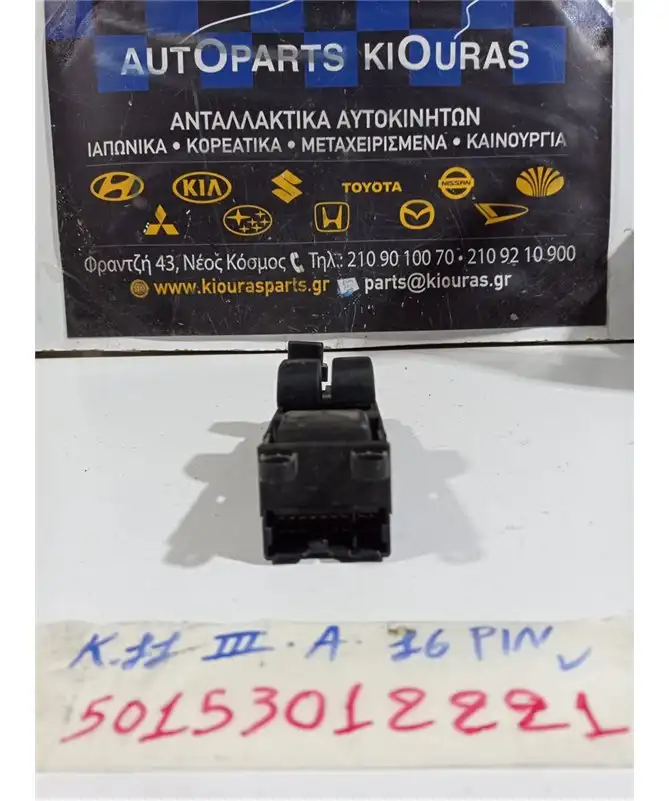 AUTOPARTS KIOURAS
ΑΝΤΑΛΛΑΚΤΙΚΑ ΑΥΤΟΚΙΝΗΤΩΝ
ΙΑΠΩΝΙΚΑ • ΚΟΡΕΑΤΙΚΑ • ΜΕΤΑΧΕΙΡΙΣΜΕΝΑ • ΚΑΙΝΟΥΡΓΙΑ
KIA TOYOTA NISSAN
Φραντζή 43, Νέος Κόσμος Τηλ.: 210 90 100 70 • 210 92 10 900
www.kiourasparts.gr parts@kiouras.gr
K.11 III. A. 16 PIN
50153012221